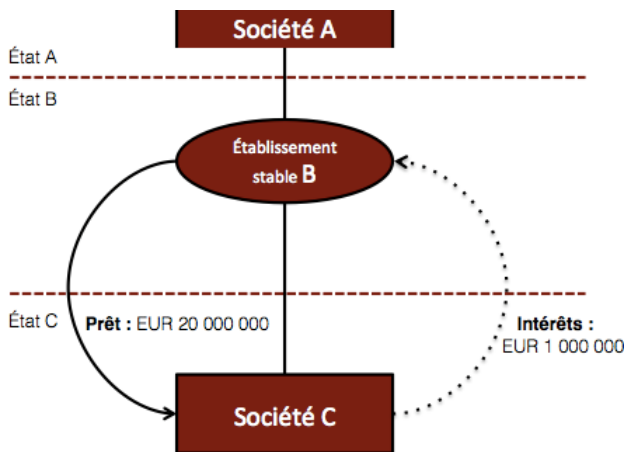 Société A
État A
État B
Établissement
stable B
État C
Prêt : EUR 20 000 000
Intérêts :
EUR 1 000 000
Société C